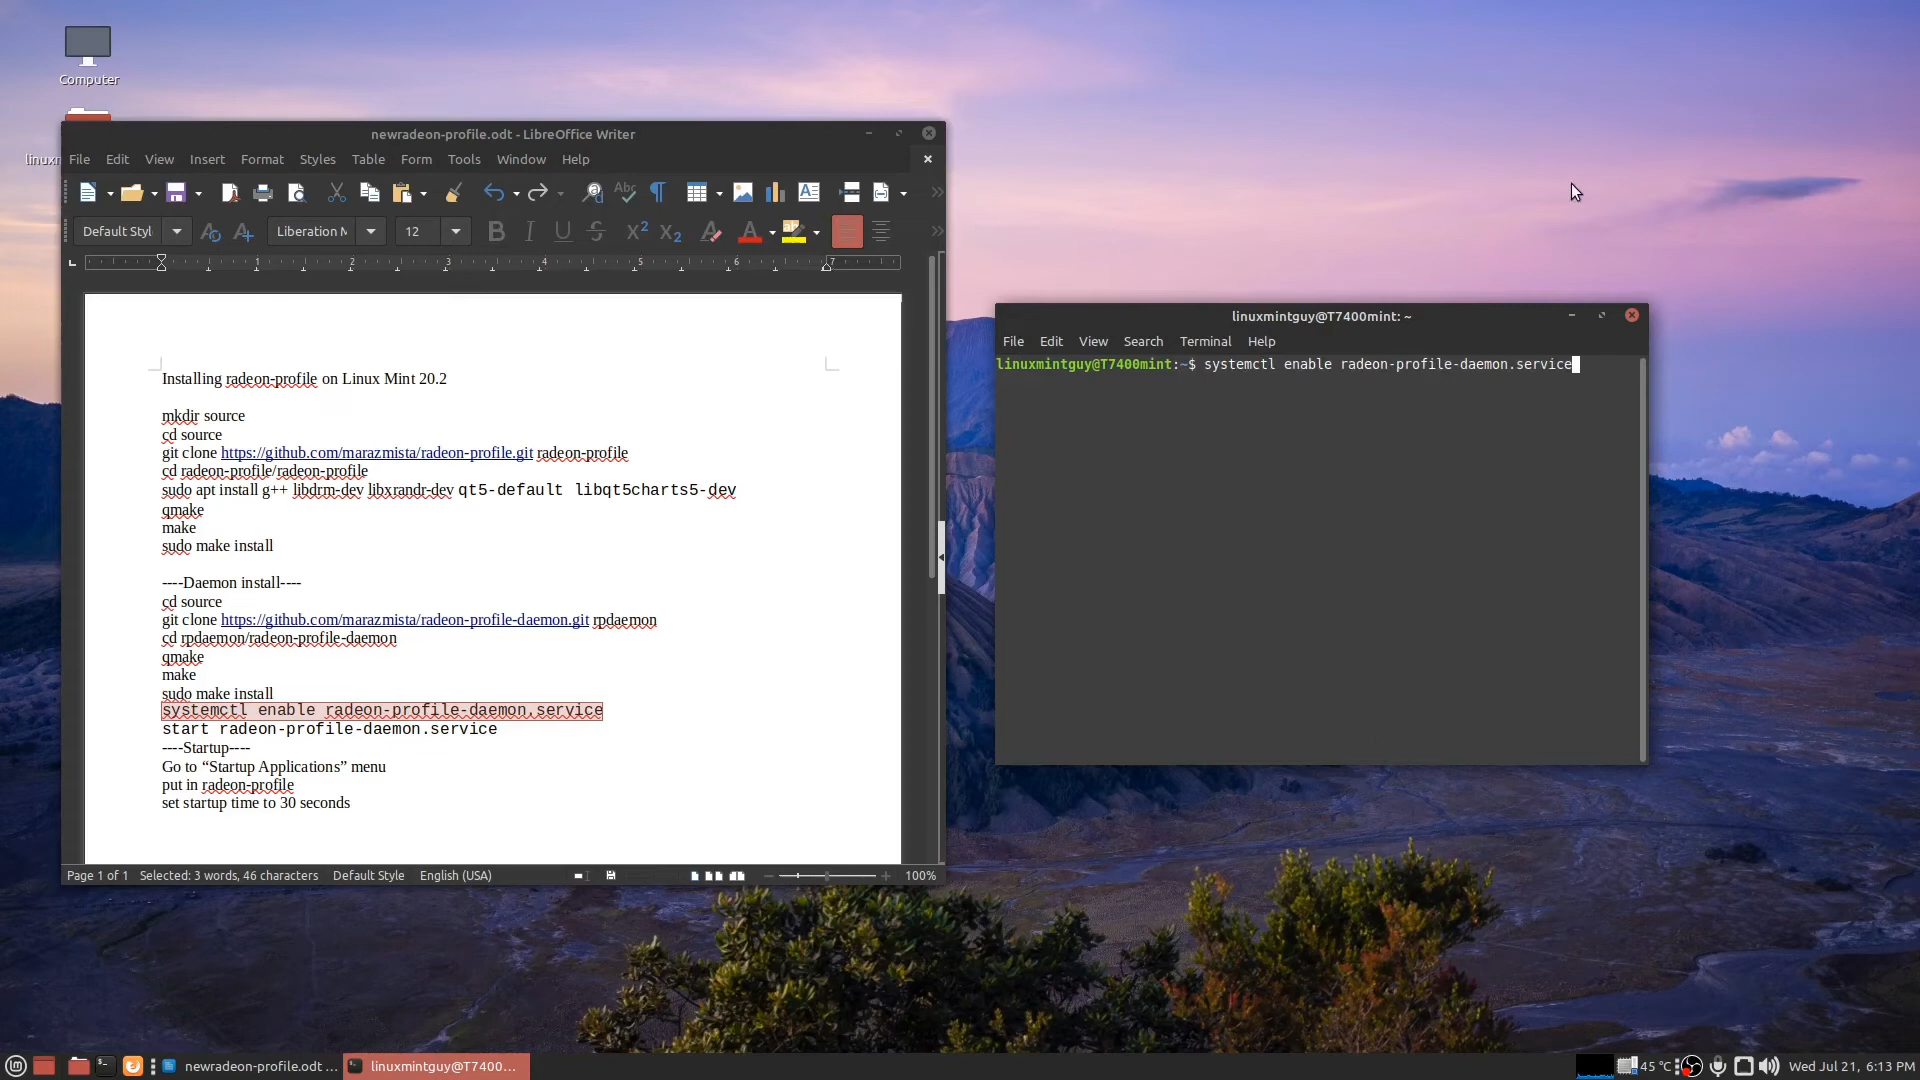 Computer
linuxm
newradeon-profile.odt - LibreOffice Writer
File Edit View Insert Format Styles Table Form Tools Window Help
Default Styl
Liberation M
12
1 2 3 4 5 6 7
Installing radeon-profile on Linux Mint 20.2
mkdir source
cd source
git clone https://github.com/marazmista/radeon-profile.git radeon-profile
cd radeon-profile/radeon-profile
sudo apt install g++ libdrm-dev libxrandr-dev qt5-default libqt5charts5-dev
qmake
make
sudo make install
----Daemon install----
cd source
git clone https://github.com/marazmista/radeon-profile-daemon.git rpdaemon
cd rpdaemon/radeon-profile-daemon
qmake
make
sudo make install
systemctl enable radeon-profile-daemon.service
start radeon-profile-daemon.service
----Startup----
Go to “Startup Applications” menu
put in radeon-profile
set startup time to 30 seconds
Page 1 of 1 Selected: 3 words, 46 characters Default Style English (USA) 100%
linuxmintguy@T7400mint: ~
File Edit View Search Terminal Help
linuxmintguy@T7400mint:~$ systemctl enable radeon-profile-daemon.service
newradeon-profile.odt ...
linuxmintguy@T7400...
45 °C
Wed Jul 21, 6:13 PM